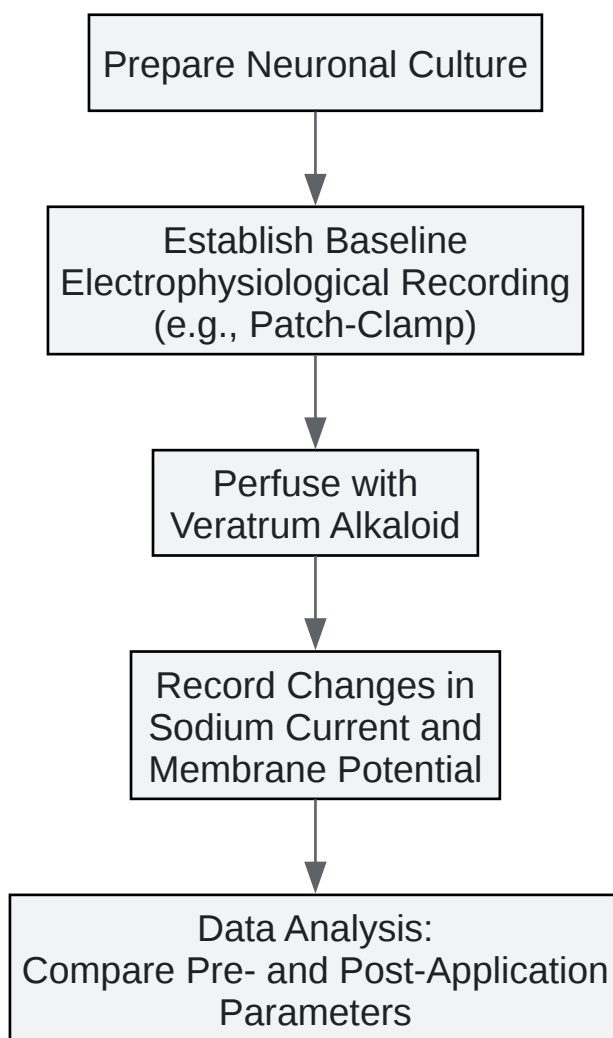 Prepare Neuronal Culture
Establish Baseline
Electrophysiological Recording
(e.g., Patch-Clamp)
Perfuse with
Veratrum Alkaloid
Record Changes in
Sodium Current and
Membrane Potential
Data Analysis:
Compare Pre- and Post-Application
Parameters